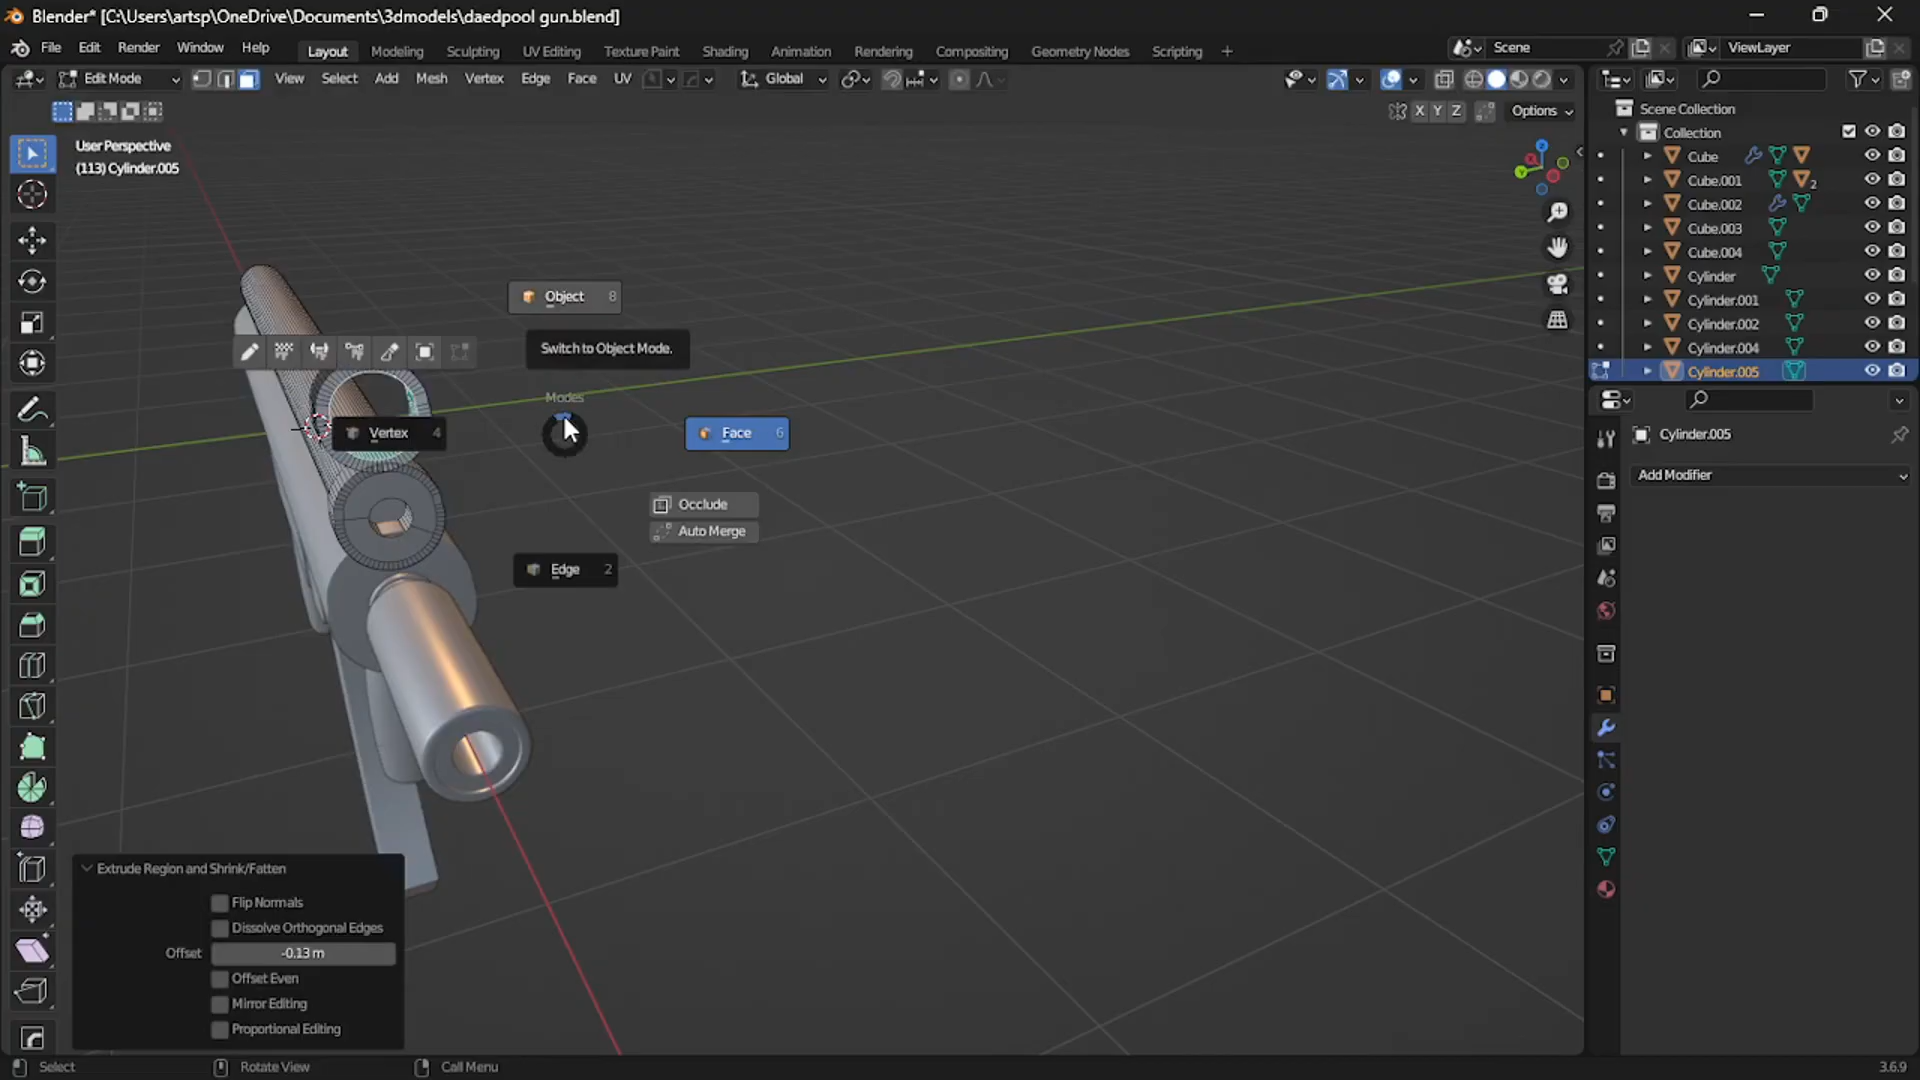 Blender* [C:\Users\artsp\OneDrive\Documents\3dmodels\daedpool gun.blend]
File Edit Render Window Help Layout Modeling Sculpting UV Editing Texture Paint Shading Animation Rendering Compositing Geometry Nodes Scripting + Scene ViewLayer
Edit Mode View Select Add Mesh Vertex Edge Face UV Global
X Y Z Options
User Perspective
(113) Cylinder.005
Scene Collection
Collection
Cube
Cube.001 2
Cube.002
Cube.003
Cube.004
Cylinder
Cylinder.001
Cylinder.002
Cylinder.004
Cylinder.005
Cylinder.005
Add Modifier
Object 8
Switch to Object Mode.
Modes
Vertex 4
Face 6
Occlude
Auto Merge
Edge 2
Extrude Region and Shrink/Fatten
Flip Normals
Dissolve Orthogonal Edges
Offset -0.13 m
Offset Even
Mirror Editing
Proportional Editing
Select Rotate View Call Menu 3.6.9